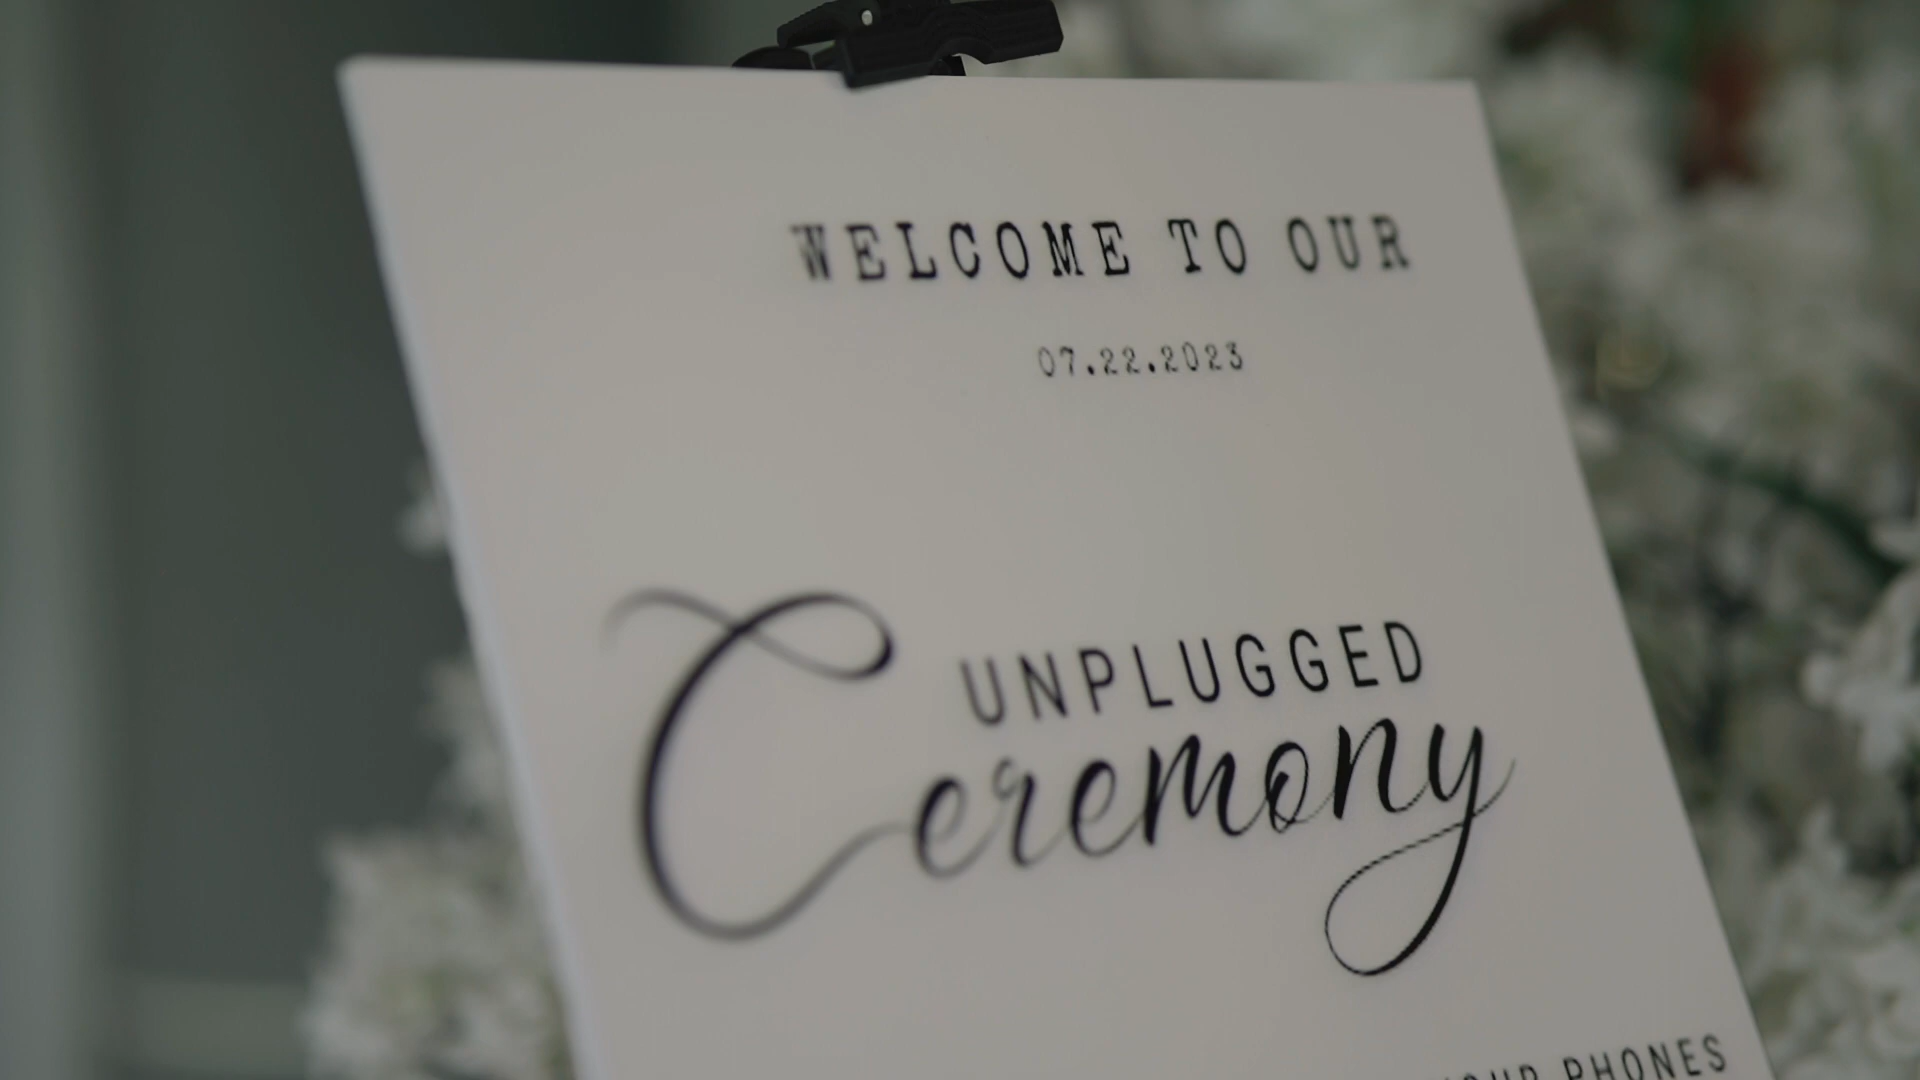 WELCOME TO OUR
07.22.2023
UNPLUGGED
Ceremony
PHONES